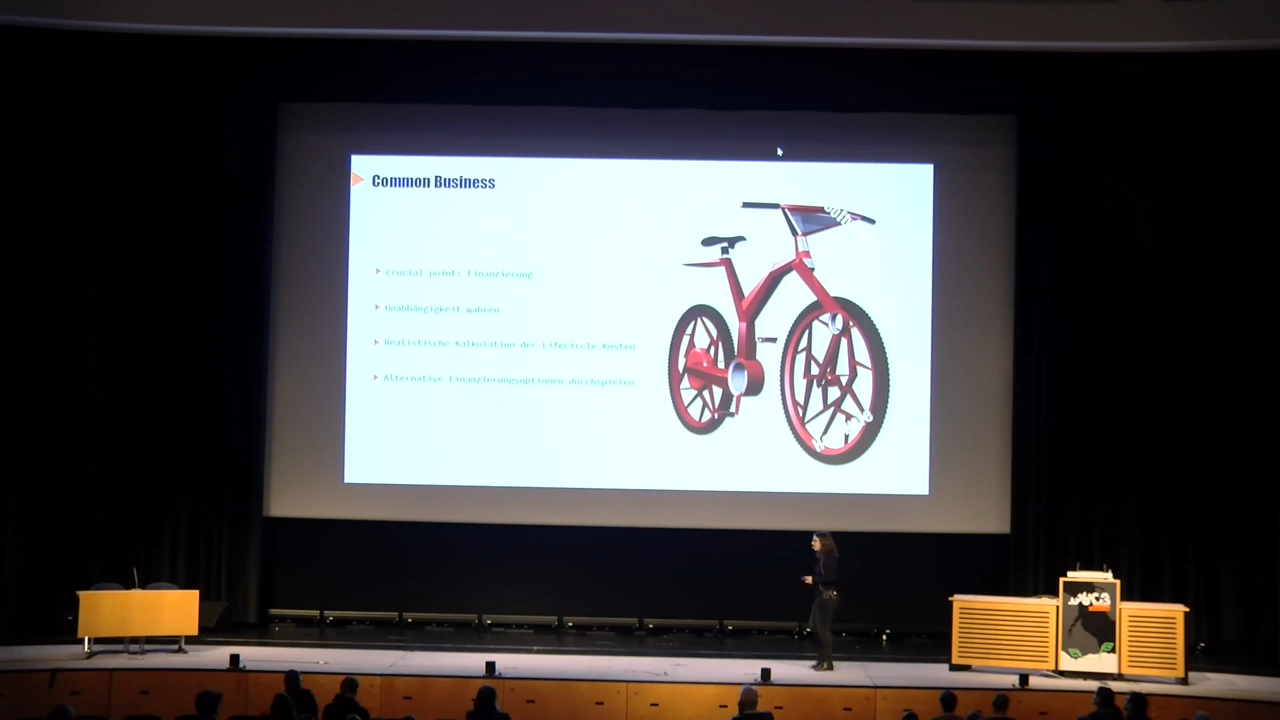 Common Business
crucial point: Finanzierung
Unabhängigkeit wahren
Realistische Kalkulation der Lifecircle Kosten
Alternative Finanzierungsoptionen durchspielen